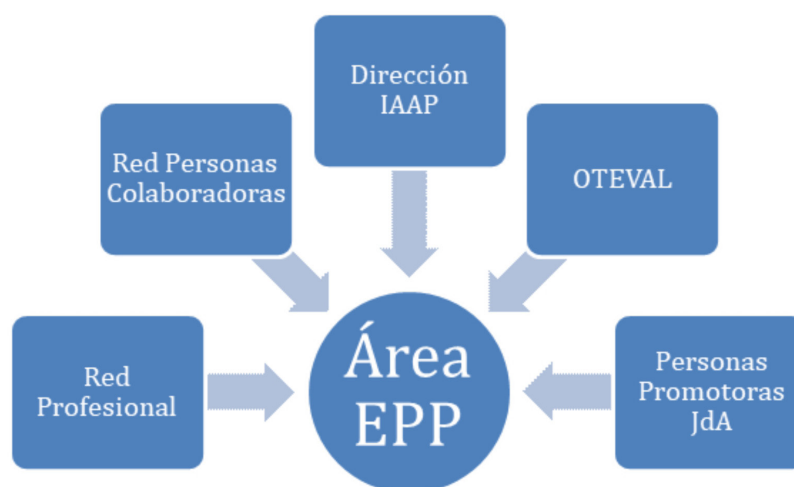 Dirección
IAAP
Red Personas
Colaboradoras
OTEVAL
Red
Profesional
Área
EPP
Personas
Promotoras
JdA